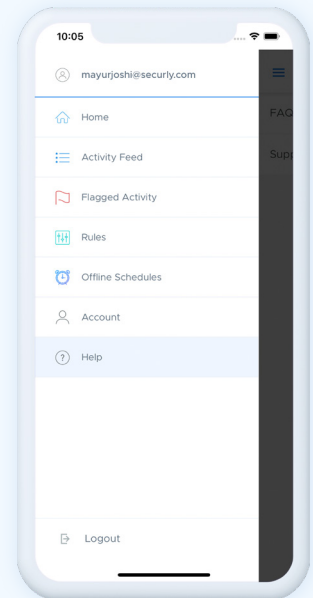 10:05
mayurjoshi@securly.com
Home
FAQ
Activity Feed
Supp
Flagged Activity
Rules
Offline Schedules
Account
Help
Logout